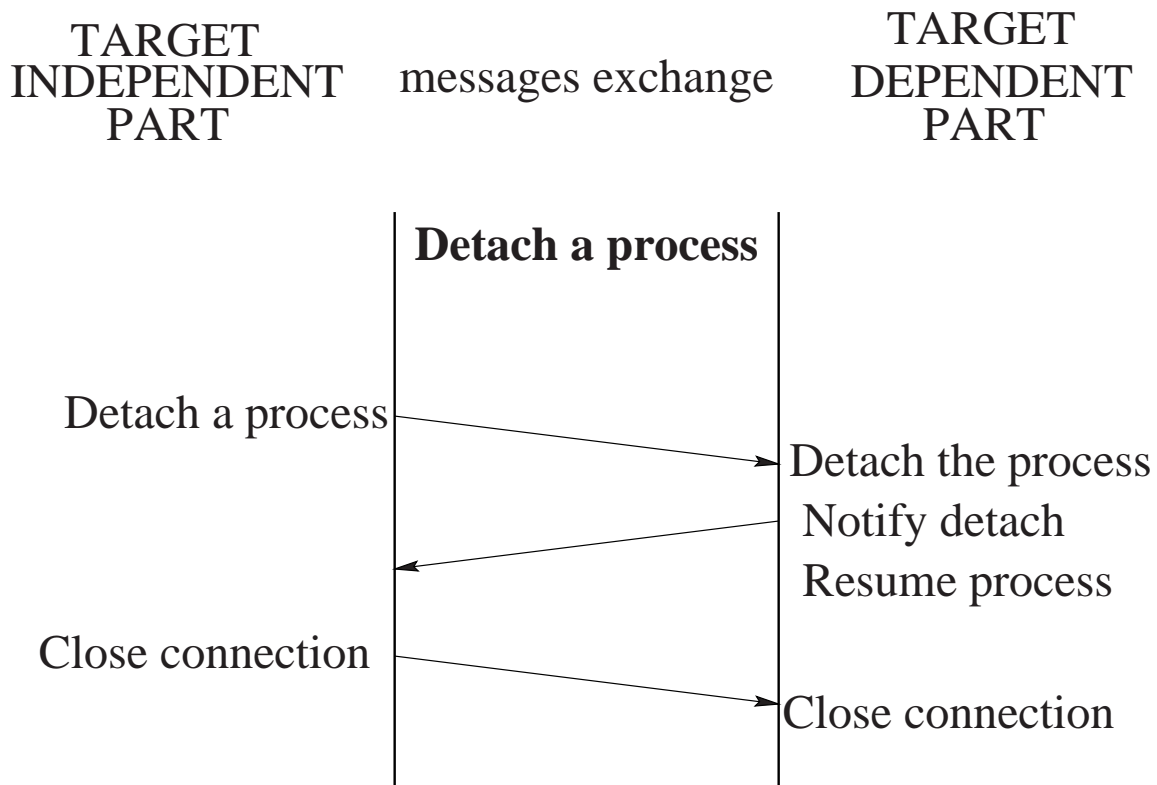 TARGET
INDEPENDENT
PART
messages exchange
TARGET
DEPENDENT
PART
Detach a process
Detach a process
Detach the process
Notify detach
Resume process
Close connection
Close connection